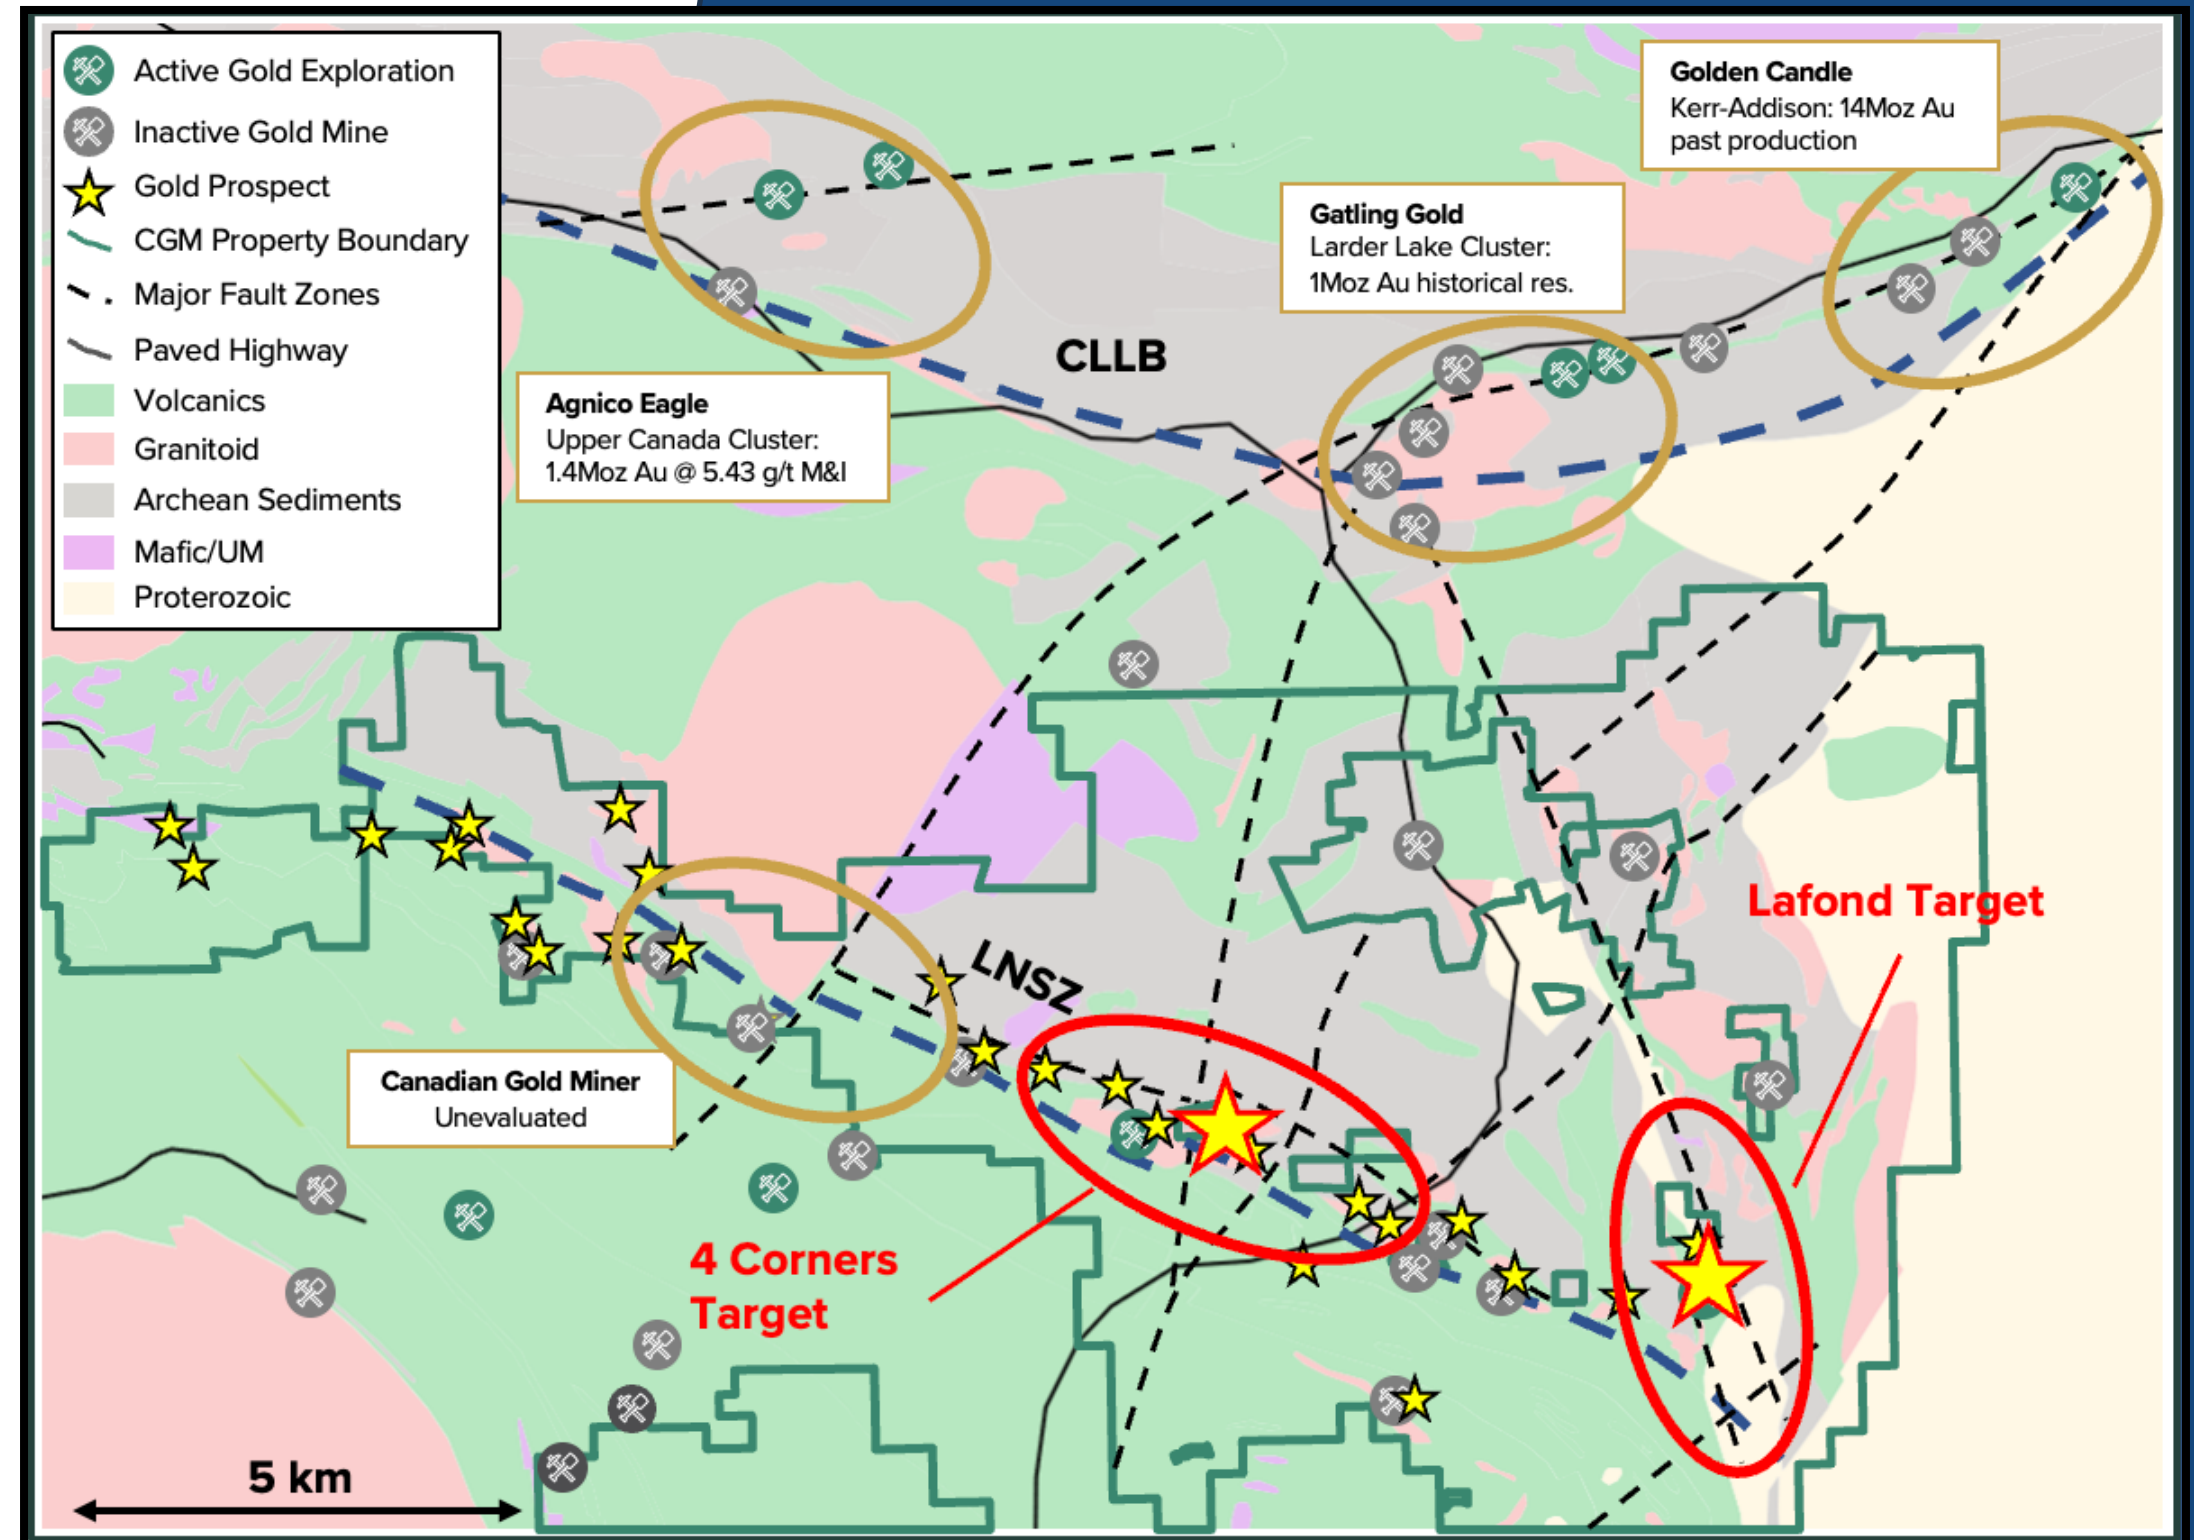 Active Gold Exploration
Inactive Gold Mine
Gold Prospect
CGM Property Boundary
Major Fault Zones
Paved Highway
Volcanics
Granitoid
Archean Sediments
Mafic/UM
Proterozoic
Golden Candle
Kerr-Addison: 14Moz Au
past production
Gatling Gold
Larder Lake Cluster:
1Moz Au historical res.
CLLB
Agnico Eagle
Upper Canada Cluster:
1.4Moz Au @ 5.43 g/t M&I
Lafond Target
LNSZ
Canadian Gold Miner
Unevaluated
4 Corners
Target
5 km